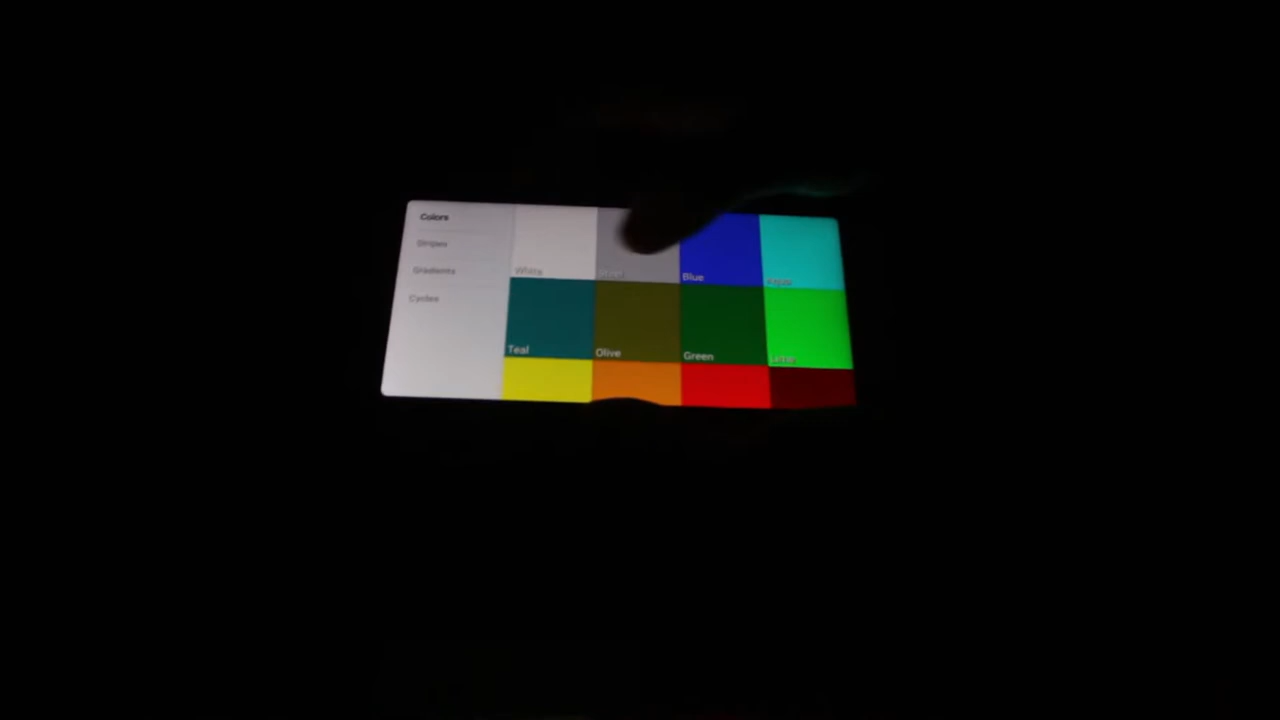 Colors
Stripes
Gradients
Cycles
White
Steel
Blue
Aqua
Teal
Olive
Green
Lime